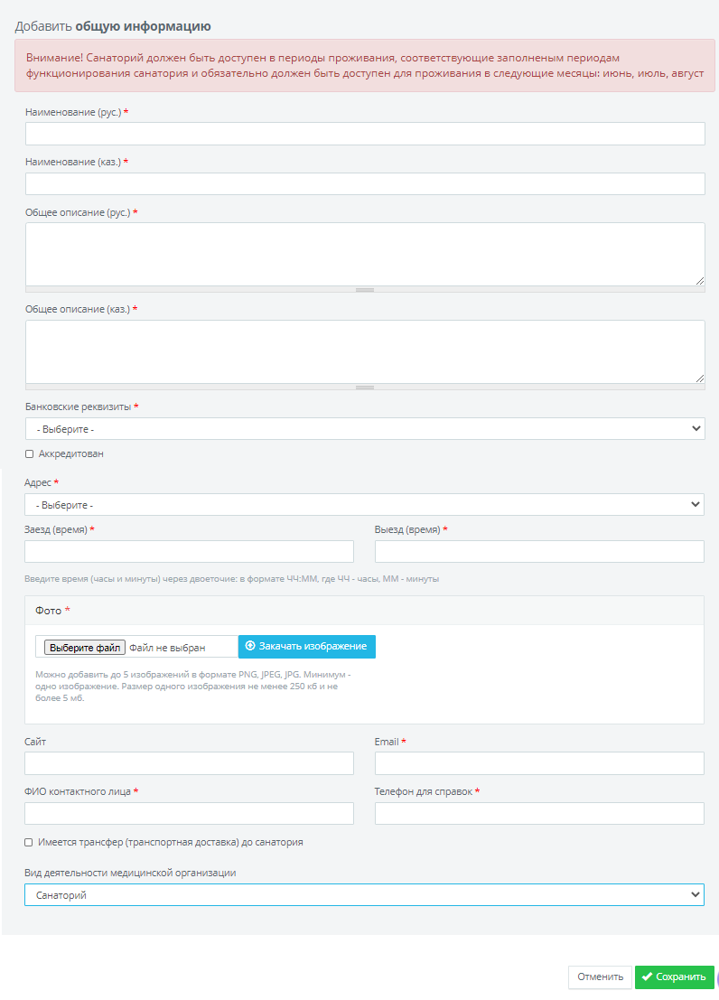 Добавить общую информацию
Внимание! Санаторий должен быть доступен в периоды проживания, соответствующие заполненым периодам
функционирования санатория и обязательно должен быть доступен для проживания в следующие месяцы: июнь, июль, август
Наименование (рус.) *
Наименование (каз.) *
Общее описание (рус.) *
Общее описание (каз.) *
Банковские реквизиты *
- Выберите -
Аккредитован
Адрес *
- Выберите -
Заезд (время) * Выезд (время) *
Введите время (часы и минуты) через двоеточие: в формате ЧЧ:ММ, где ЧЧ - часы, ММ - минуты
Фото *
Выберите файл Файл не выбран Закачать изображение
Можно добавить до 5 изображений в формате PNG, JPEG, JPG. Минимум -
одно изображение. Размер одного изображения не менее 250 кб и не
более 5 мб.
Сайт Email *
ФИО контактного лица * Телефон для справок *
Имеется трансфер (транспортная доставка) до санатория
Вид деятельности медицинской организации
Санаторий
Отменить Сохранить